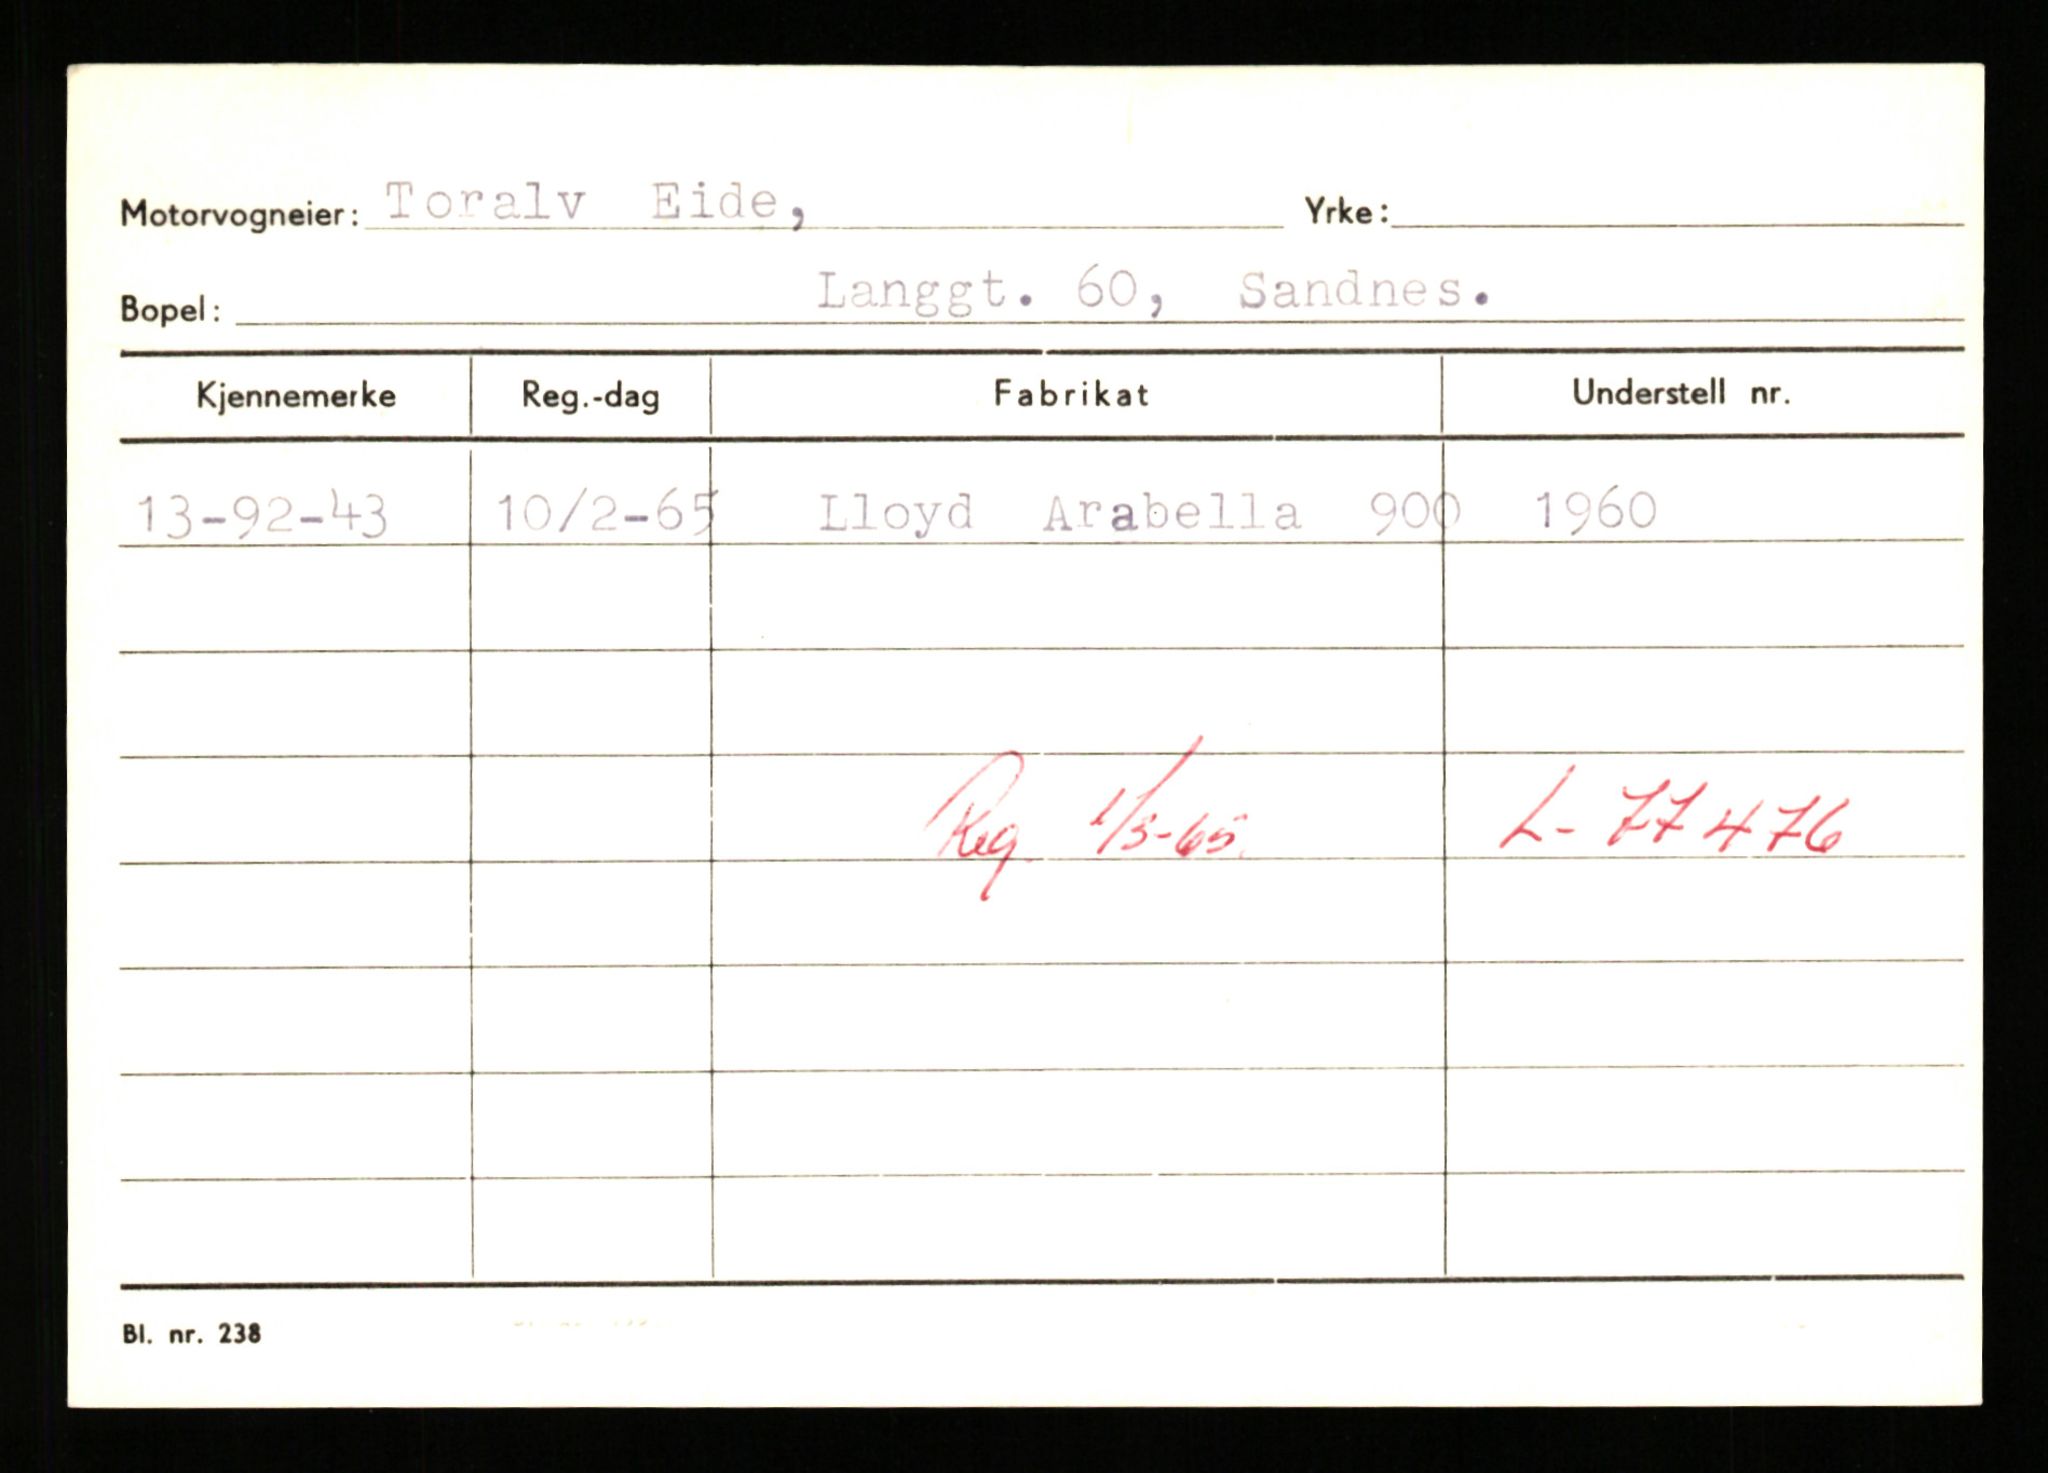 Motorvogneier: Toralv Eide, Yrke:
Bopel: Langgt. 60, Sandnes.
Kjennemerke Reg.-dag Fabrikat Understell nr.
13-92-43 10/2-65 Lloyd Arabella 900 1960
Reg 1/3-65. L-77476
Bl. nr. 238